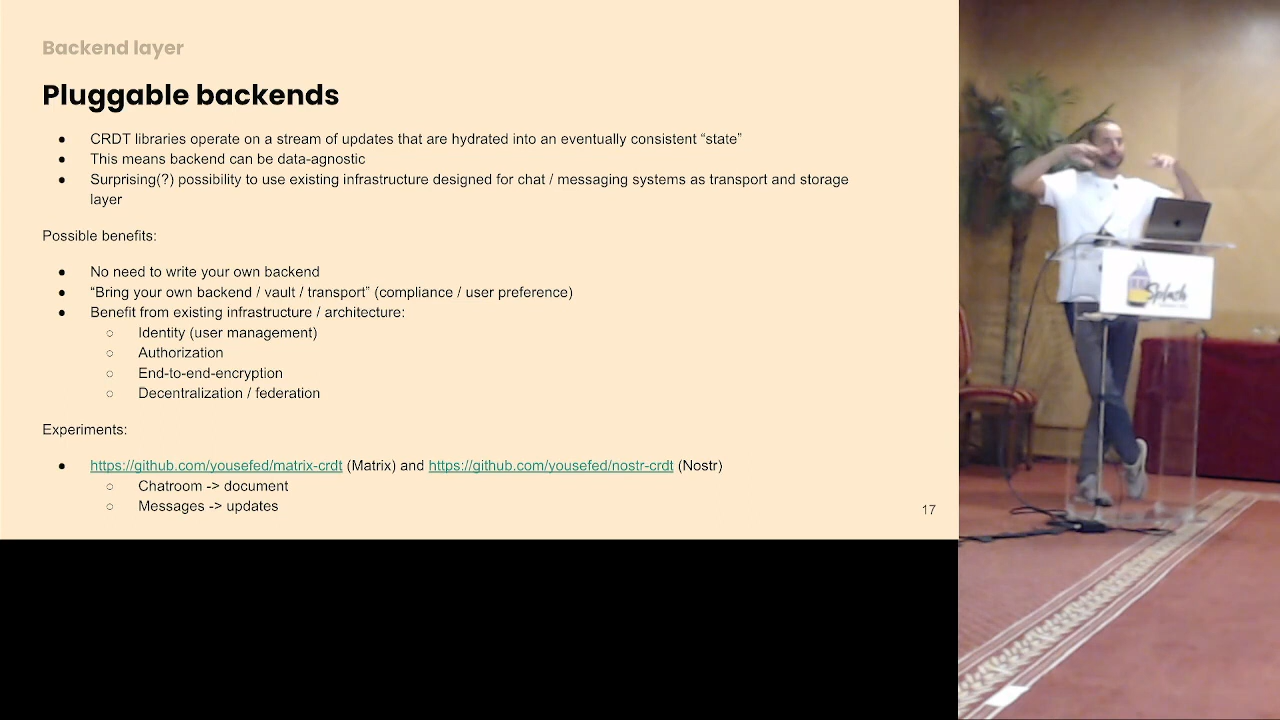 Backend layer
Pluggable backends
● CRDT libraries operate on a stream of updates that are hydrated into an eventually consistent “state”
● This means backend can be data-agnostic
● Surprising(?) possibility to use existing infrastructure designed for chat / messaging systems as transport and storage
layer
Possible benefits:
● No need to write your own backend
● “Bring your own backend / vault / transport” (compliance / user preference)
● Benefit from existing infrastructure / architecture:
○ Identity (user management)
○ Authorization
○ End-to-end-encryption
○ Decentralization / federation
Experiments:
● https://github.com/yousefed/matrix-crdt (Matrix) and https://github.com/yousefed/nostr-crdt (Nostr)
○ Chatroom -> document
○ Messages -> updates
17
Splash